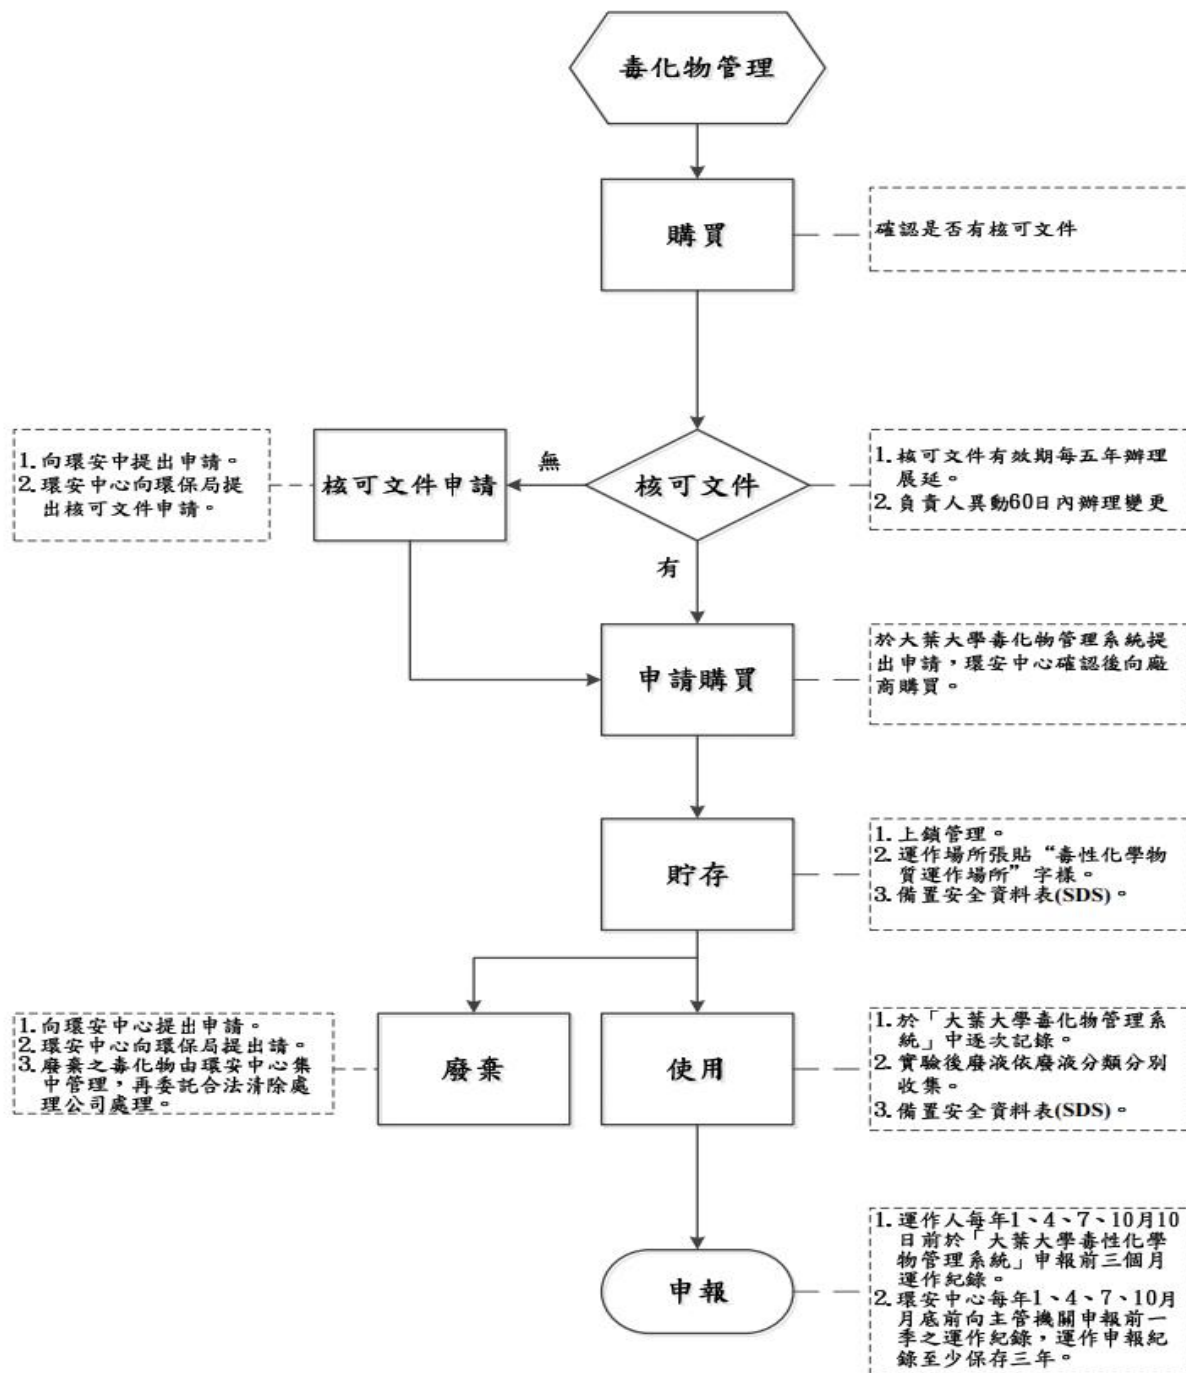 毒化物管理
購買
確認是否有核可文件
1. 向環安中提出申請。
2. 環安中心向環保局提
出核可文件申請。
核可文件申請
無
核可文件
1. 核可文件有效期每五年辦理
展延。
2. 負責人異動60日內辦理變更
有
申請購買
於大葉大學毒化物管理系統提
出申請，環安中心確認後向廠
商購買。
貯存
1. 上鎖管理。
2. 運作場所張貼“毒性化學物
質運作場所”字樣。
3. 備置安全資料表(SDS)。
1. 向環安中心提出申請。
2. 環安中心向環保局提出請。
3. 廢棄之毒化物由環安中心集
中管理，再委託合法清除處
理公司處理。
廢棄
使用
1. 於「大葉大學毒化物管理系
統」中逐次記錄。
2. 實驗後廢液依廢液分類分別
收集。
3. 備置安全資料表(SDS)。
申報
1. 運作人每年1、4、7、10月10
日前於「大葉大學毒性化學
物管理系統」申報前三個月
運作紀錄。
2. 環安中心每年1、4、7、10月
月底前向主管機關申報前一
季之運作紀錄，運作申報紀
錄至少保存三年。